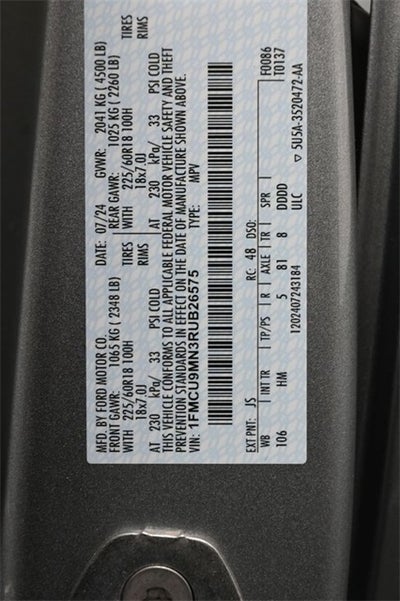 MFD. BY FORD MOTOR CO. DATE: 07/24 GVWR: 2041 KG ( 4500 LB)
FRONT GAWR: 1065 KG ( 2348 LB) REAR GAWR: 1025 KG ( 2260 LB)
WITH 225/60R18 100H TIRES WITH 225/60R18 100H TIRES
18x7.0J RIMS 18x7.0J RIMS
AT 230 kPa/ 33 PSI COLD AT 230 kPa/ 33 PSI COLD
THIS VEHICLE CONFORMS TO ALL APPLICABLE FEDERAL MOTOR VEHICLE SAFETY AND THEFT
PREVENTION STANDARDS IN EFFECT ON THE DATE OF MANUFACTURE SHOWN ABOVE.
VIN: 1FMCU9MN3RUB26575 TYPE: MPV
F0086
T0137
EXT PNT: JS RC: 48 DSO:
WB INT TR TP/PS R AXLE TR SPR
106 HM 5 81 8 DDDD
ULC
120240724318​4 ▽ 5U5A-3520472-AA